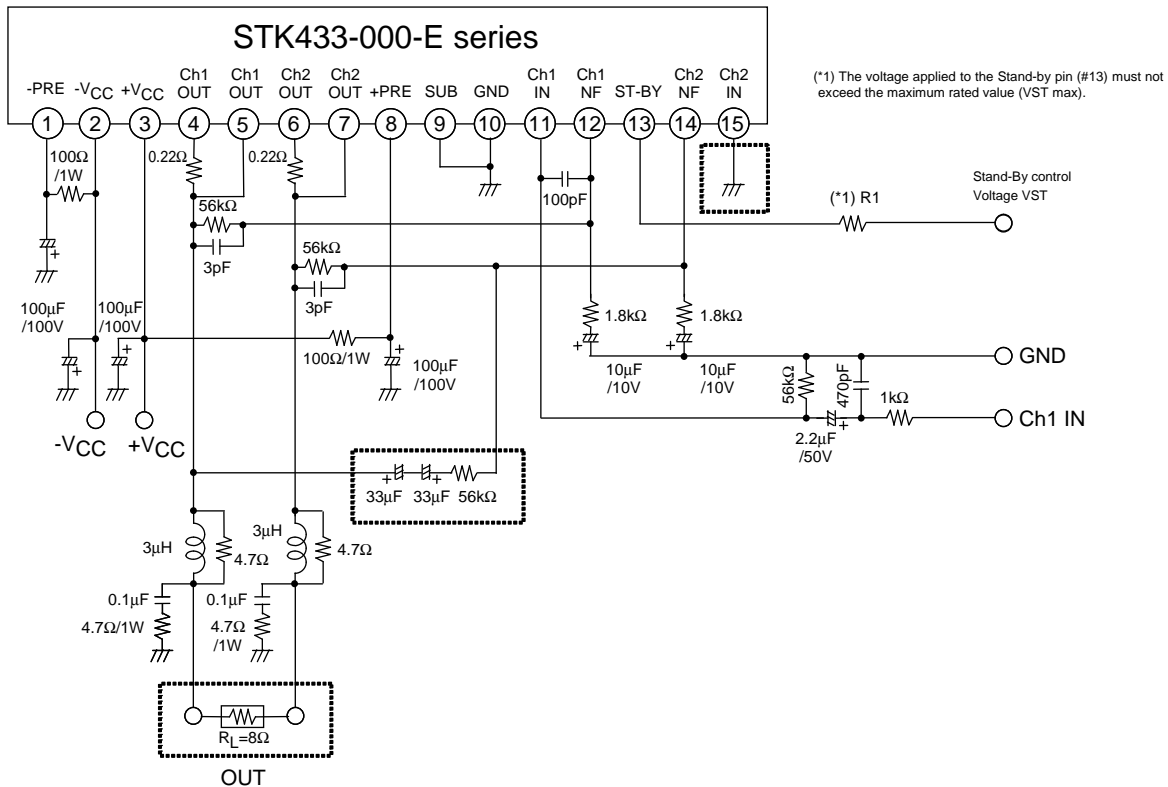 STK433-000-E series
(*1) The voltage applied to the Stand-by pin (#13) must not
exceed the maximum rated value (VST max).
-PRE
-VCC
+VCC
Ch1
OUT
Ch1
OUT
Ch2
OUT
Ch2
OUT
+PRE
SUB
GND
Ch1
IN
Ch1
NF
ST-BY
Ch2
NF
Ch2
IN
1
2
3
4
5
6
7
8
9
10
11
12
13
14
15
100Ω
/1W
0.22Ω
0.22Ω
100pF
Stand-By control
Voltage VST
(*1) R1
56kΩ
3pF
56kΩ
3pF
+
100µF
/100V
+
100µF
/100V
+
100Ω/1W
+
100µF
/100V
1.8kΩ
1.8kΩ
+
+
10µF
/10V
10µF
/10V
GND
56kΩ
470pF
1kΩ
Ch1 IN
+
2.2µF
/50V
-VCC
+VCC
+
+
33µF
33µF
56kΩ
3µH
4.7Ω
3µH
4.7Ω
0.1µF
4.7Ω/1W
0.1µF
4.7Ω
/1W
RL=8Ω
OUT